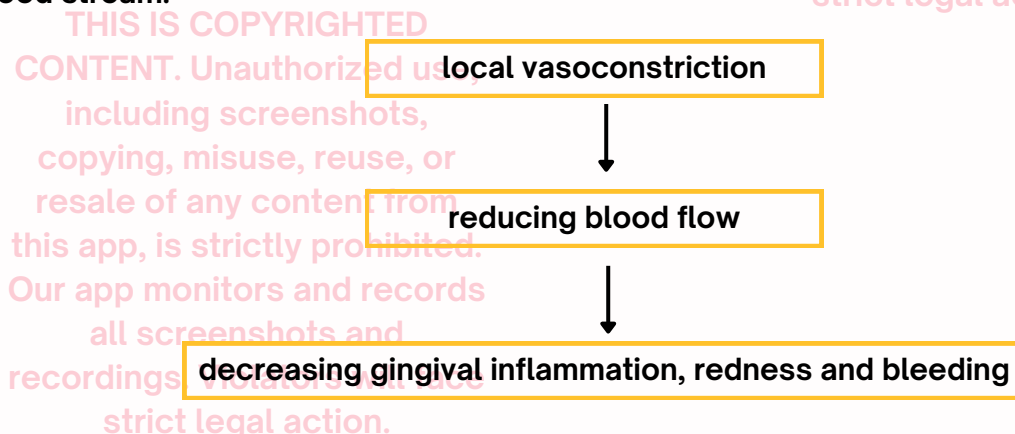 THIS IS COPYRIGHTED
CONTENT. Unauthorized use,
including screenshots,
copying, misuse, reuse, or
resale of any content from
this app, is strictly prohibited.
Our app monitors and records
all screenshots and
recordings. Violators will face
strict legal action.
local vasoconstriction
reducing blood flow
decreasing gingival inflammation, redness and bleeding